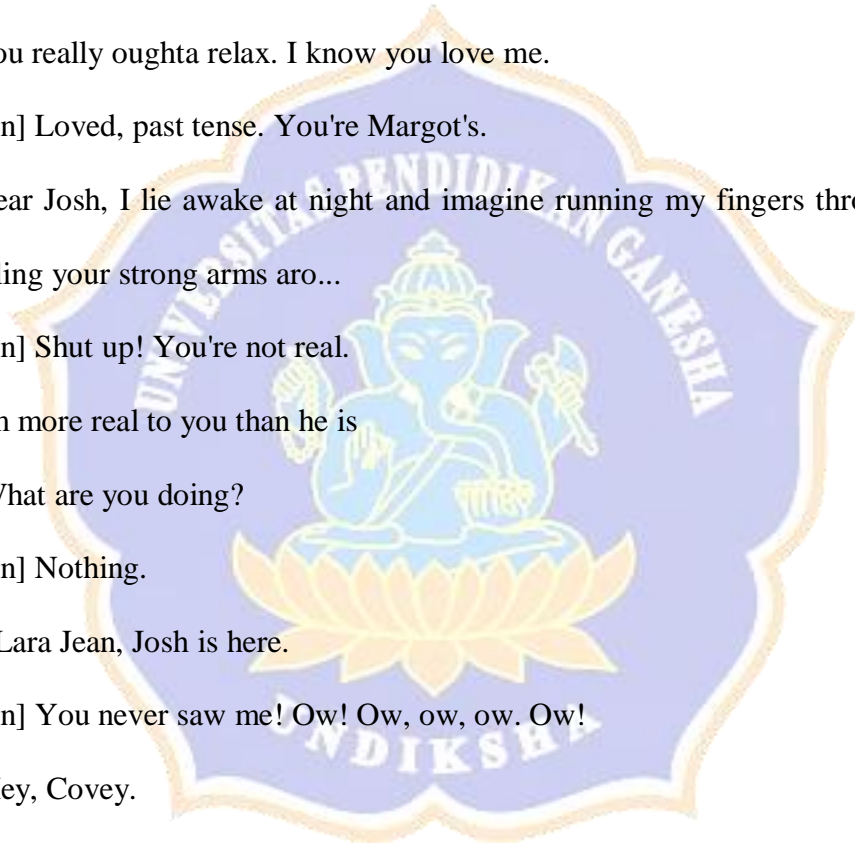 ou really oughta relax. I know you love me.
n] Loved, past tense. You're Margot's.
ear Josh, I lie awake at night and imagine running my fingers thro
ling your strong arms aro...
n] Shut up! You're not real.
n more real to you than he is
What are you doing?
n] Nothing.
Lara Jean, Josh is here.
n] You never saw me! Ow! Ow, ow, ow. Ow!
Hey, Covey.
UNIVERSITAS PENDIDIKAN GANESHA
UNDIKSHA